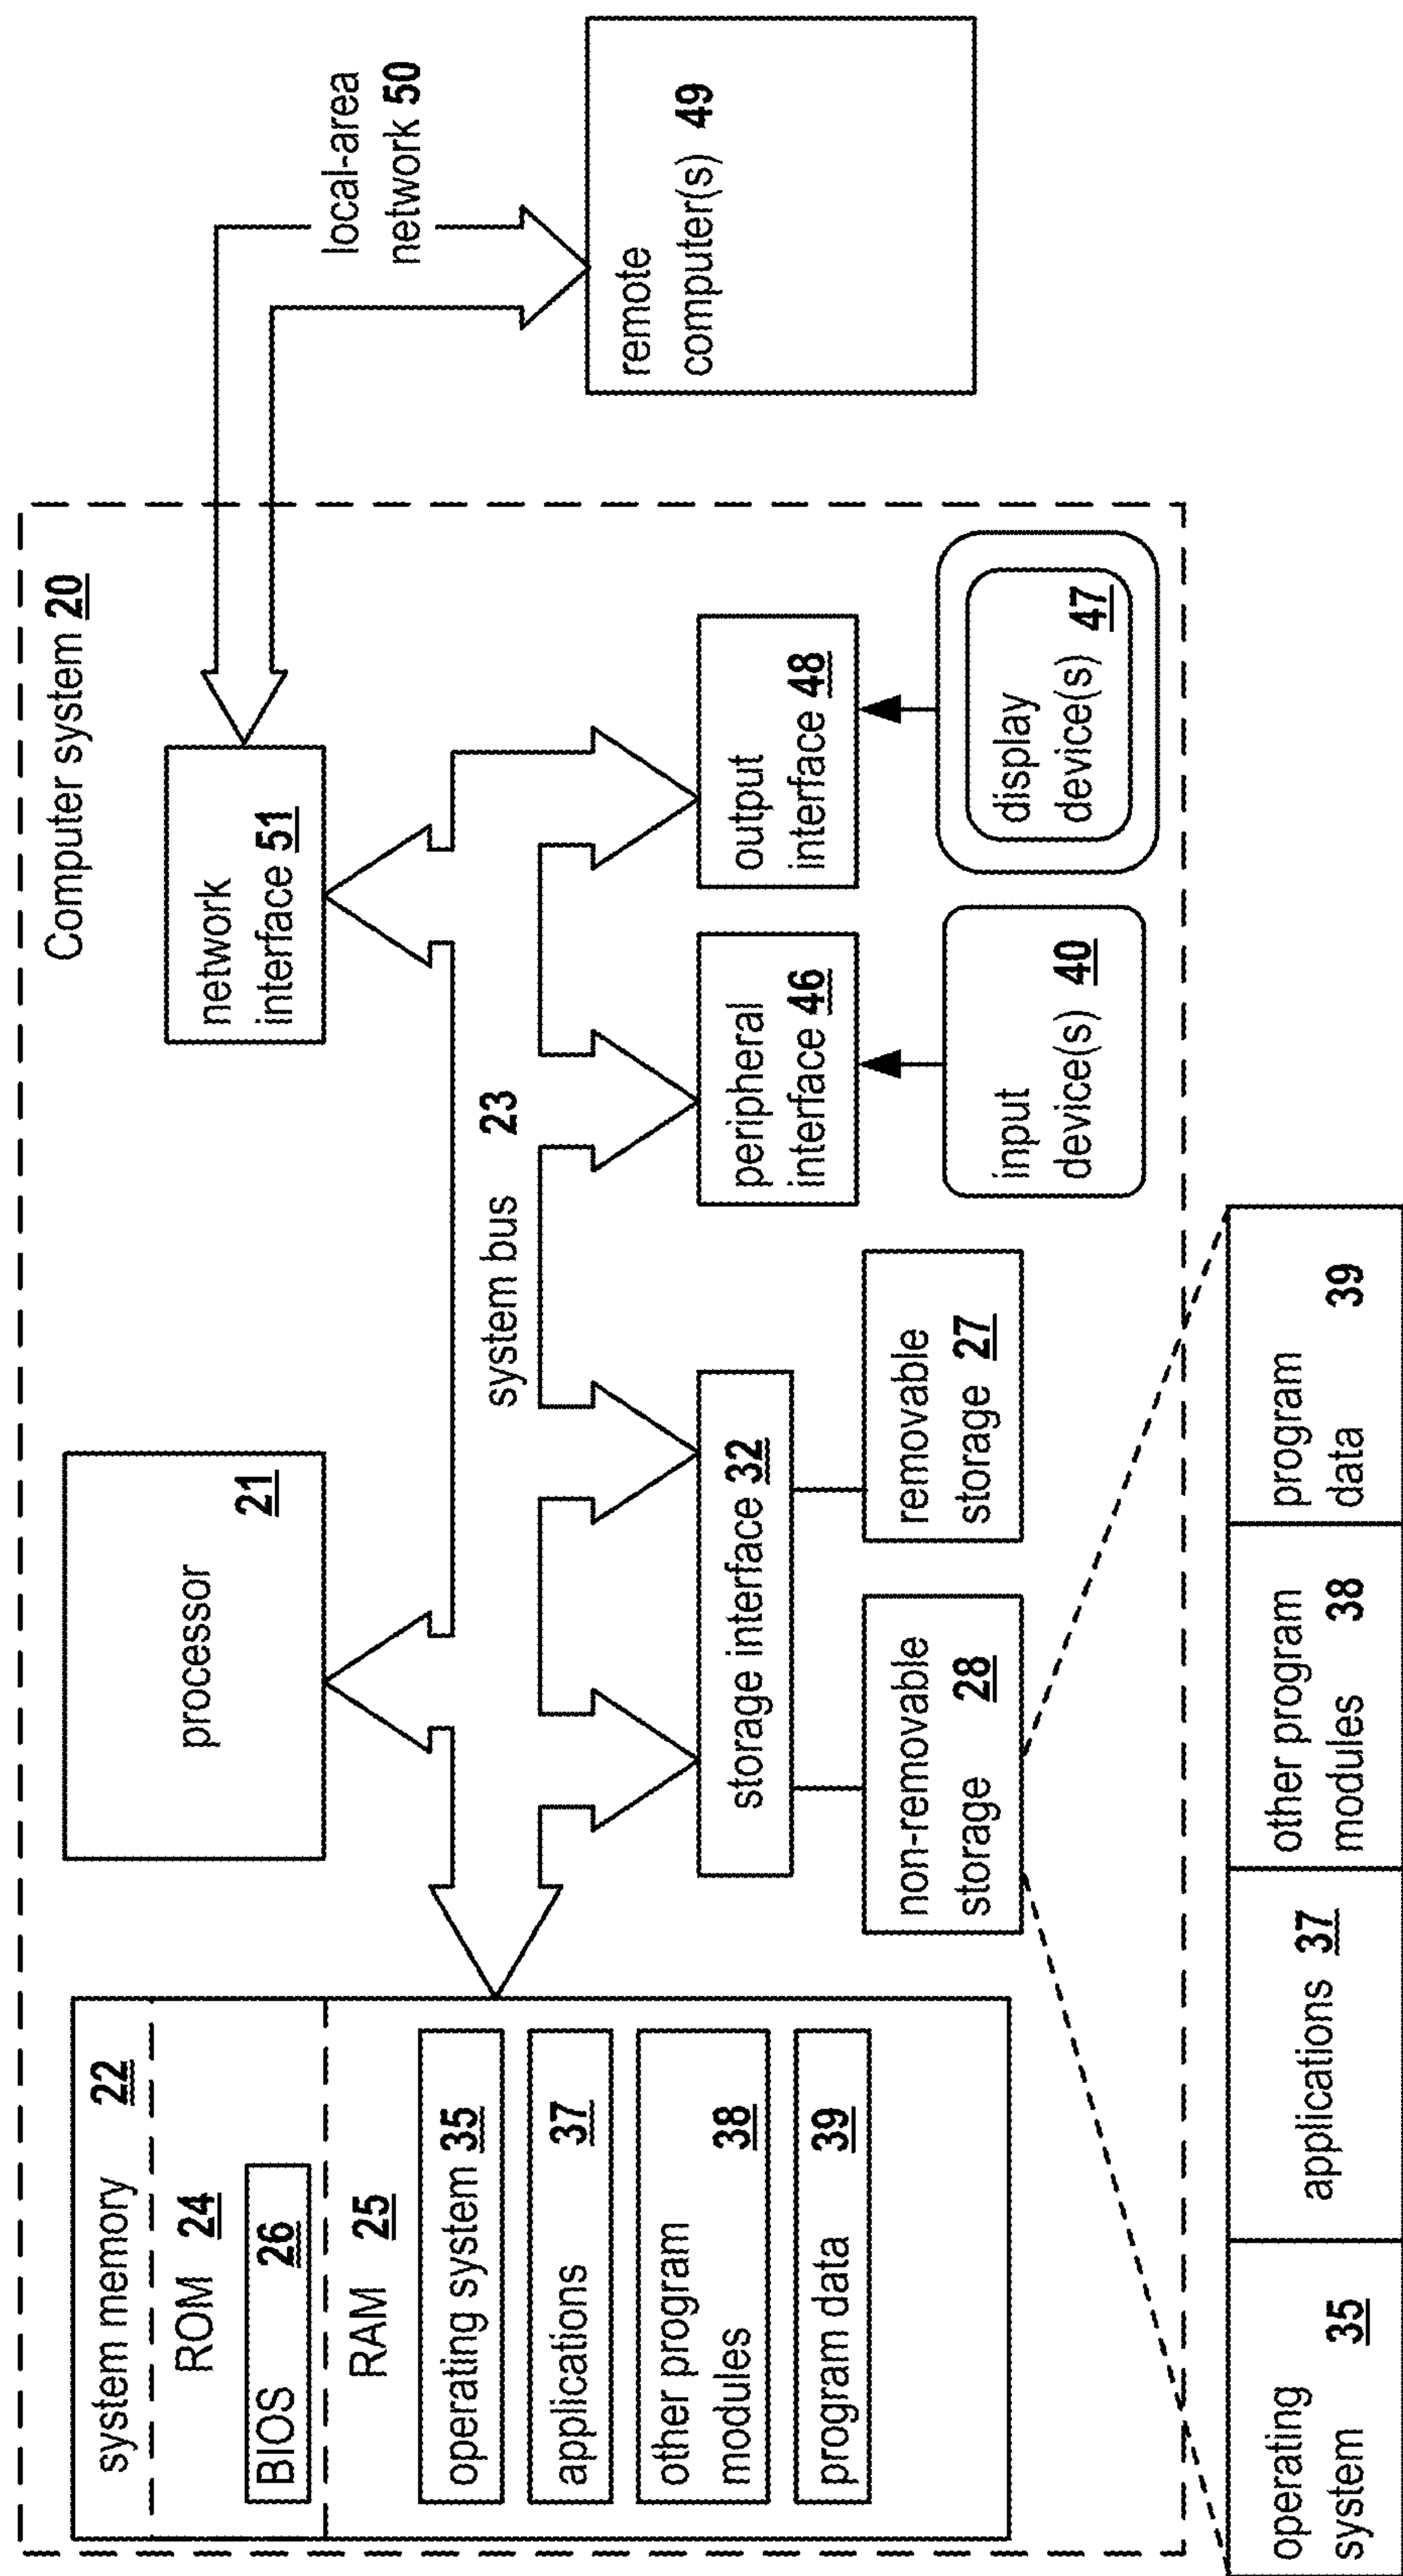 Computer system 20
system memory 22
ROM 24
BIOS 26
RAM 25
operating system 35
applications 37
other program
modules 38
program data 39
processor 21
network
interface 51
local-area
network 50
system bus 23
storage interface 32
peripheral
interface 46
output
interface 48
remote
computer(s) 49
non-removable
storage 28
removable
storage 27
input
device(s) 40
display
device(s) 47
operating
system 35
applications 37
other program
modules 38
program
data 39